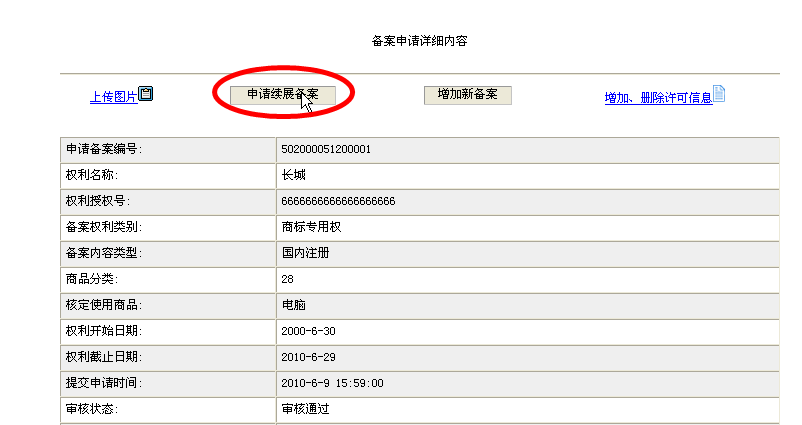 备案申请详细内容
上传图片 申请续展备案 增加新备案 增加、删除许可信息
申请备案编号: 502000051200001
权利名称: 长城
权利授权号: 6666666666666666666
备案权利类别: 商标专用权
备案内容类型: 国内注册
商品分类: 28
核定使用商品: 电脑
权利开始日期: 2000-6-30
权利截止日期: 2010-6-29
提交申请时间: 2010-6-9 15:59:00
审核状态: 审核通过